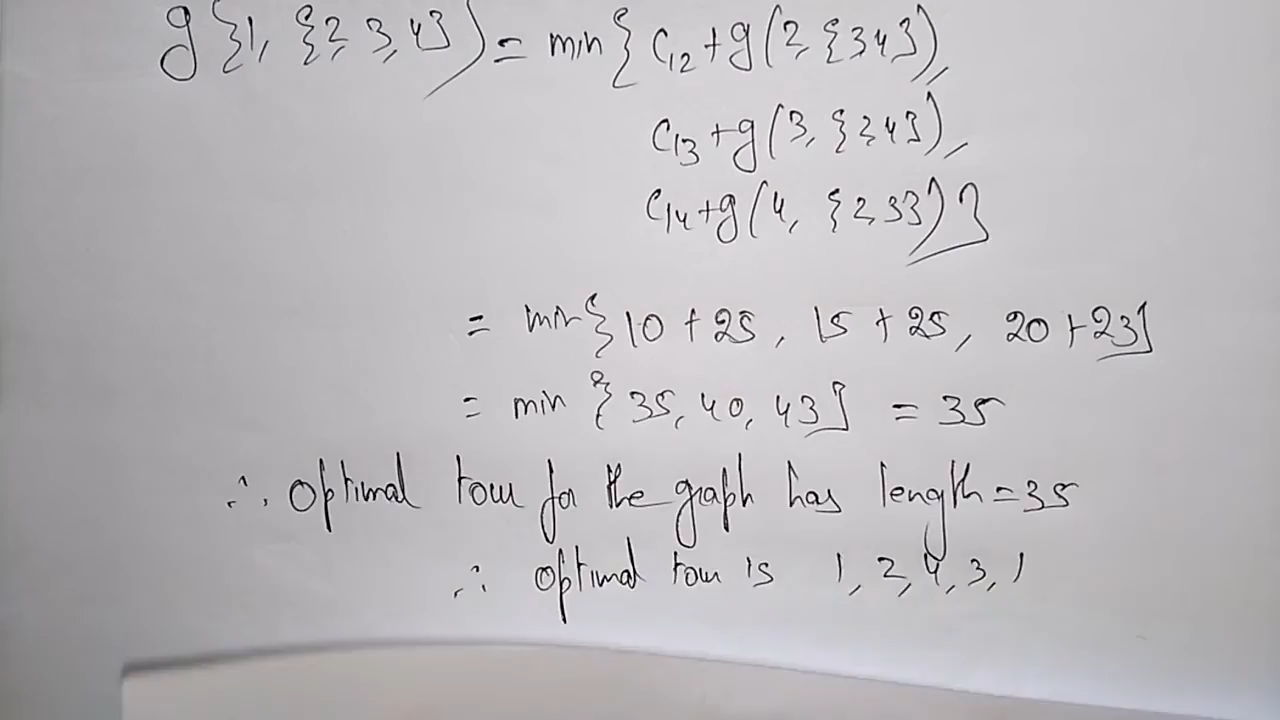 g{1, {2,3,4}) = min{ C12+g(2,{34}),
C13+g(3,{2,4}),
C14+g(4, {2,3})}
= min{10+25, 15+25, 20+23}
= min {35, 40, 43} = 35
∴ optimal tour for the graph has length = 35
∴ optimal tour is 1, 2, 4, 3, 1